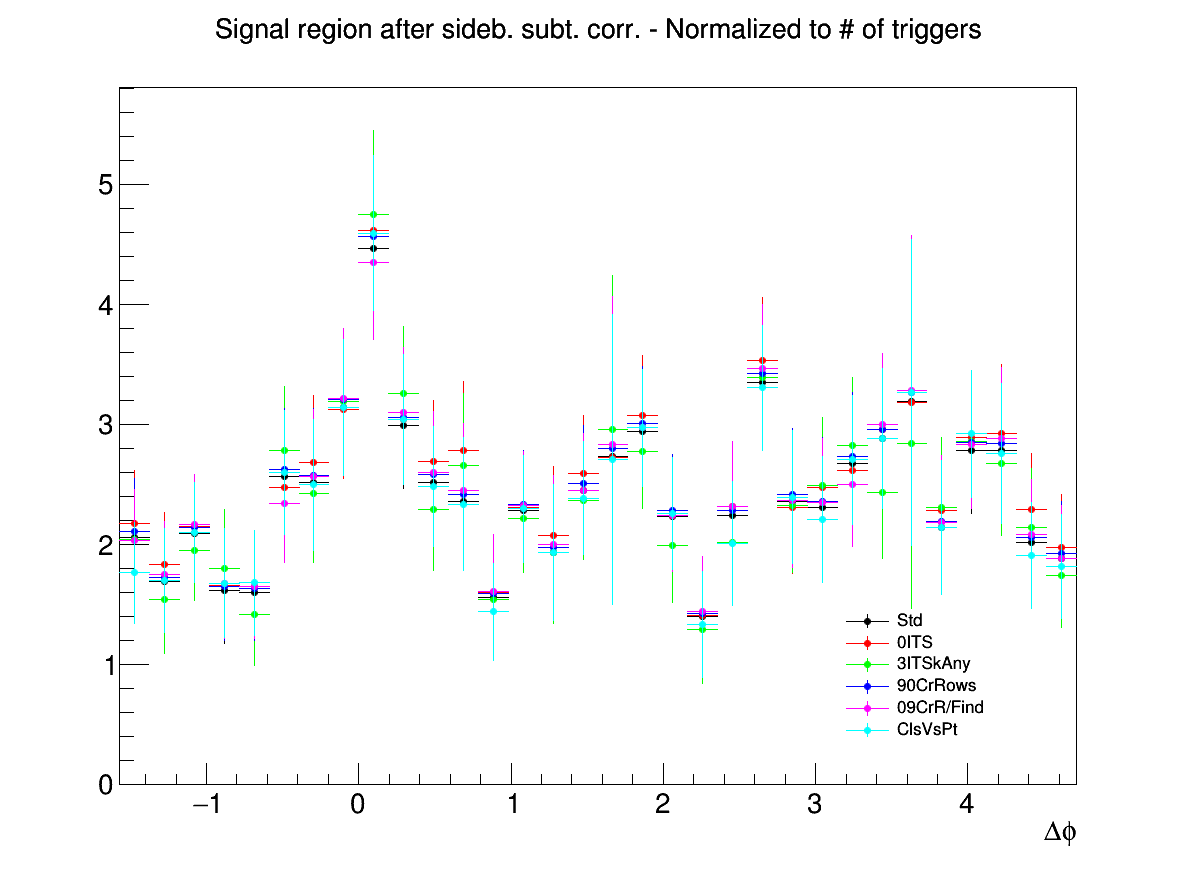 Signal region after sideb. subt. corr. - Normalized to # of triggers
5
4
3
2
1
0
Std
0ITS
3ITSkAny
90CrRows
09CrR/Find
ClsVsPt
−1 0 1 2 3 4
Δϕ